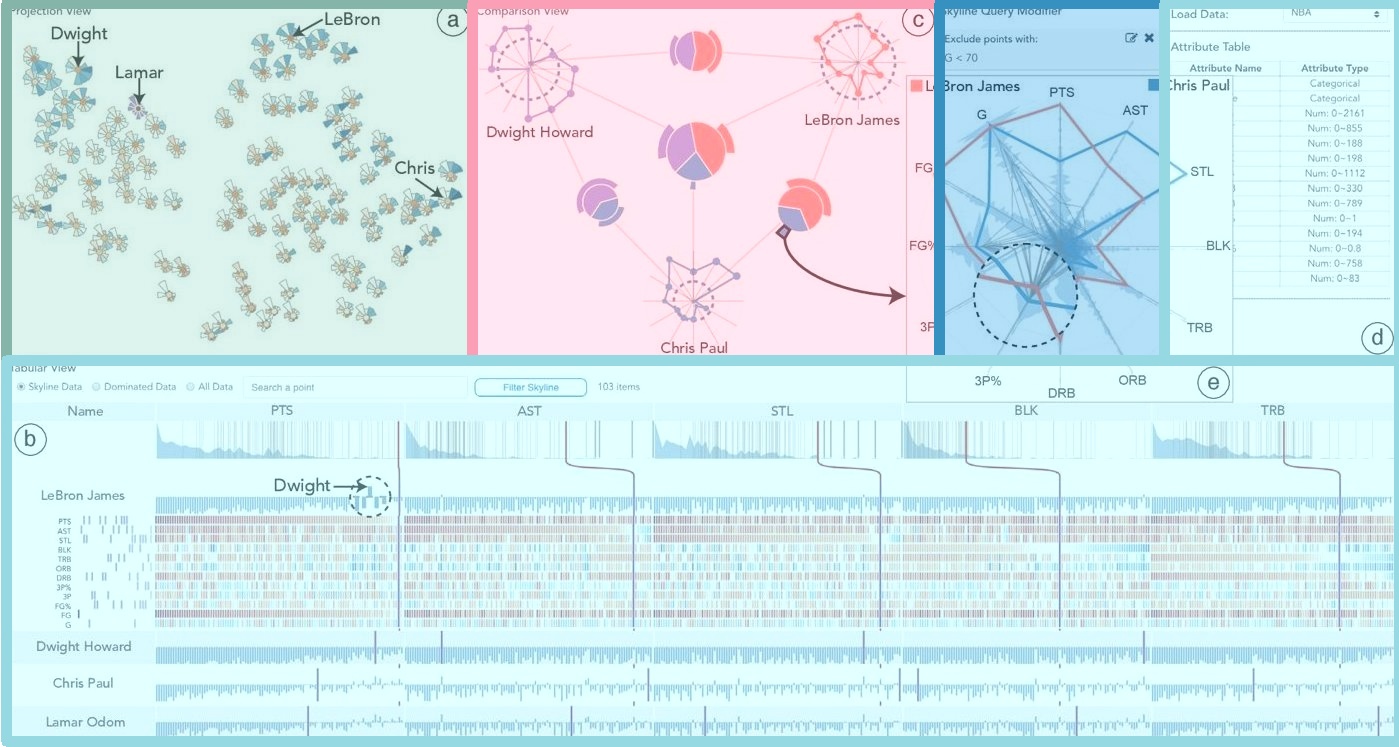 Projection View
a
LeBron
Dwight
Lamar
Chris
Comparison View
c
Dwight Howard
LeBron James
Chris Paul
Skyline Query Modifier
Exclude points with:
G < 70
LeBron James
Chris Paul
PTS
G
AST
FG
STL
FG%
BLK
3P
TRB
3P%
DRB
ORB
Load Data:
NBA
Attribute Table
Attribute Name
Attribute Type
Categorical
Categorical
Num: 0~2161
Num: 0~855
Num: 0~188
Num: 0~198
Num: 0~1112
Num: 0~330
Num: 0~789
Num: 0~1
Num: 0~194
Num: 0~0.8
Num: 0~758
Num: 0~83
d
e
Tabular View
Skyline Data
Dominated Data
All Data
Search a point
Filter Skyline
103 items
Name
PTS
AST
STL
BLK
TRB
b
Dwight
LeBron James
PTS
AST
STL
BLK
TRB
ORB
DRB
3P%
3P
FG%
FG
G
Dwight Howard
Chris Paul
Lamar Odom